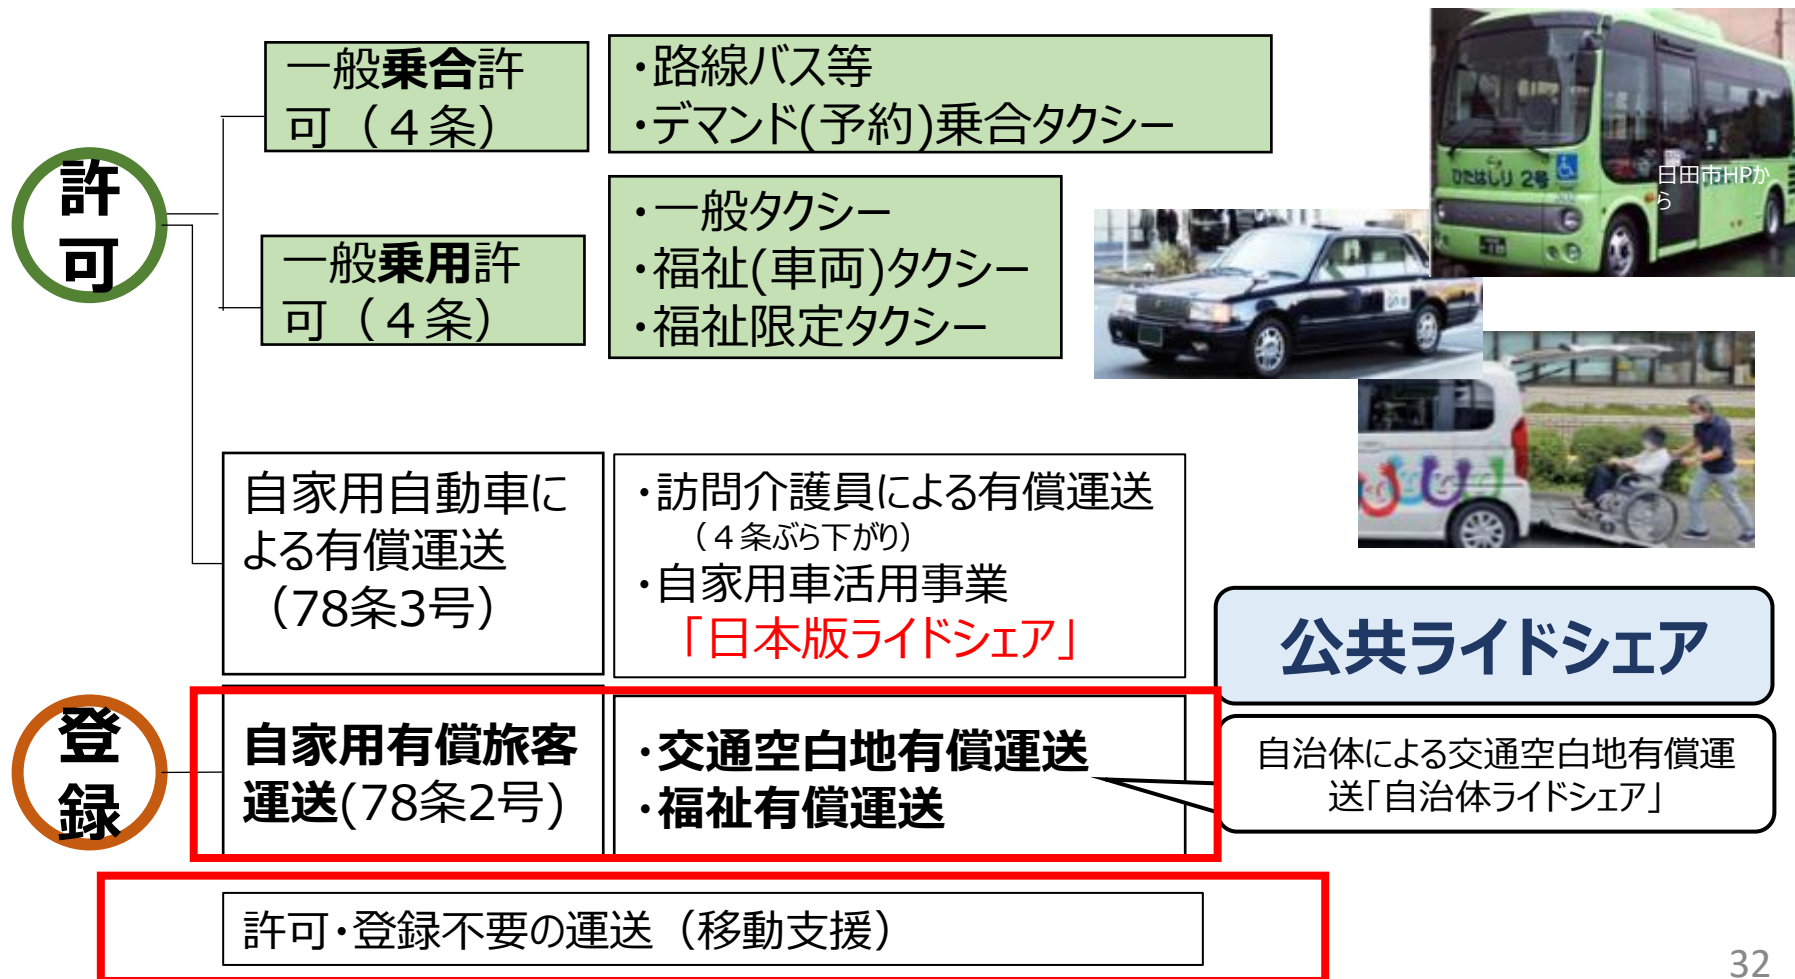 許
可
一般乗合許
可（４条）
・路線バス等
・デマンド(予約)乗合タクシー
一般乗用許
可（４条）
・一般タクシー
・福祉(車両)タクシー
・福祉限定タクシー
ひたはしり 2号
日田市HPか
ら
自家用自動車に
よる有償運送
（78条3号）
・訪問介護員による有償運送
（４条ぶら下がり）
・自家用車活用事業
「日本版ライドシェア」
公共ライドシェア
登
録
自家用有償旅客
運送(78条2号)
・交通空白地有償運送
・福祉有償運送
自治体による交通空白地有償運
送「自治体ライドシェア」
許可・登録不要の運送（移動支援）
32